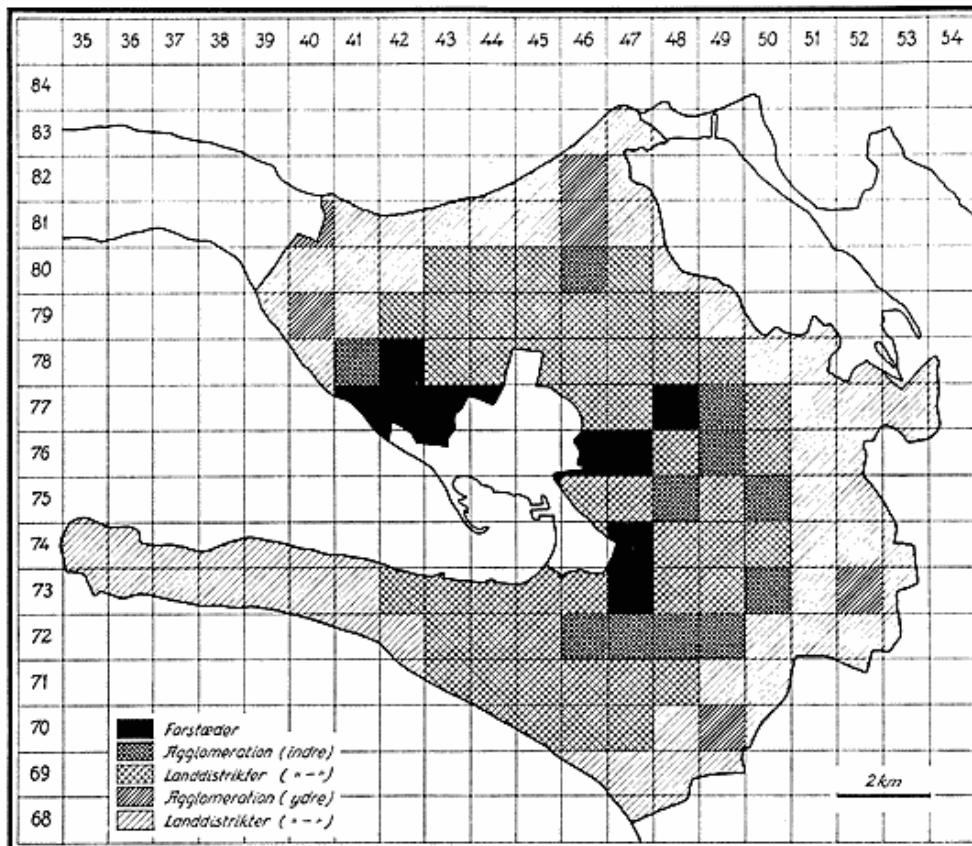 35 36 37 38 39 40 41 42 43 44 45 46 47 48 49 50 51 52 53 54
84
83
82
81
80
79
78
77
76
75
74
73
72
71
70
69
68
Forstæder
Agglomeration (indre)
Landdistrikter ( " — " )
Agglomeration (ydre)
Landdistrikter ( " — " )
2 km